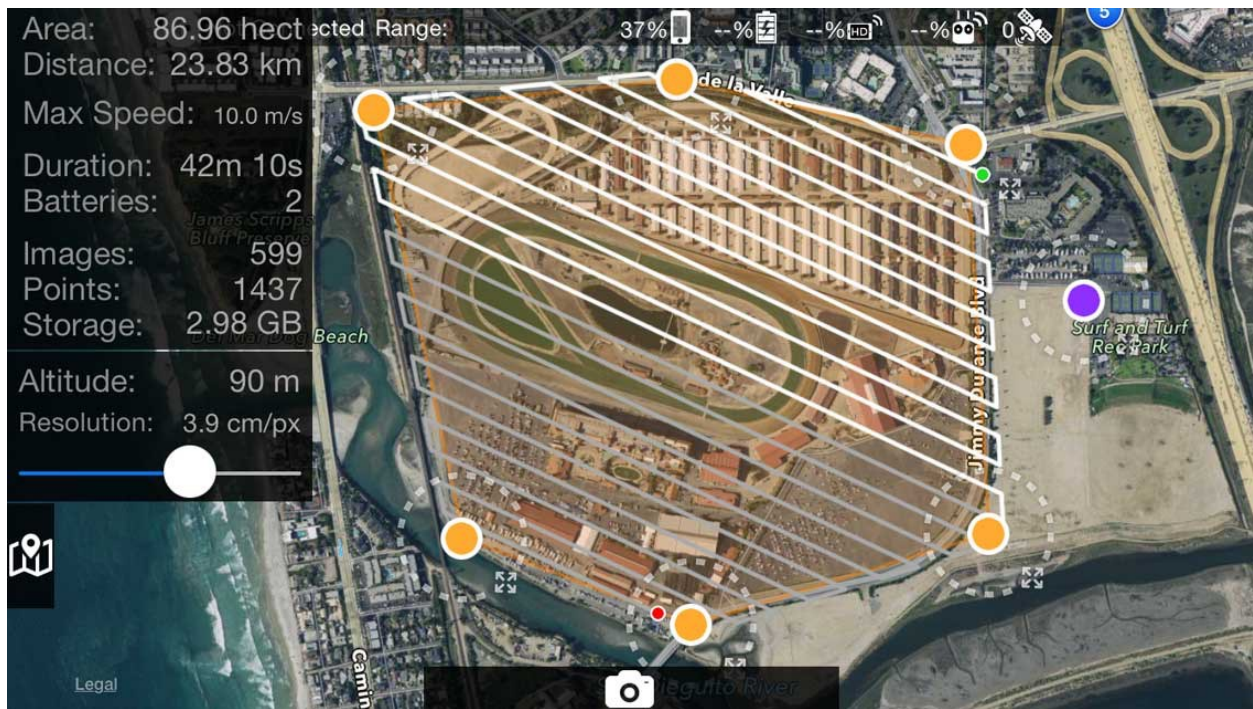 Area: 86.96 hect
ected Range:
37%
--%
--%
HD
--%
0
5
Distance: 23.83 km
Max Speed: 10.0 m/s
de la Valle
Duration: 42m 10s
Batteries: 2
James Scripps
Bluff Preserve
Images: 599
Points: 1437
Storage: 2.98 GB
Del Mar Dog Beach
Surf and Turf
Rec Park
Jimmy Durante Blvd
Altitude: 90 m
Resolution: 3.9 cm/px
Camin
Legal
ieguito River